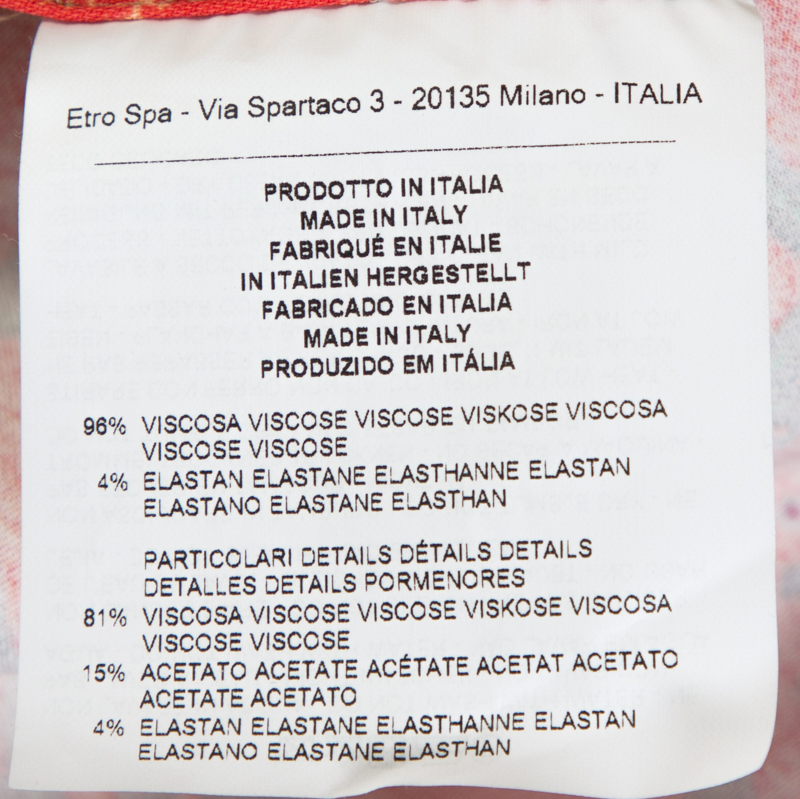 Etro Spa - Via Spartaco 3 - 20135 Milano - ITALIA
PRODOTTO IN ITALIA
MADE IN ITALY
FABRIQUÉ EN ITALIE
IN ITALIEN HERGESTELLT
FABRICADO EN ITALIA
MADE IN ITALY
PRODUZIDO EM ITÁLIA
96% VISCOSA VISCOSE VISCOSE VISKOSE VISCOSA
VISCOSE VISCOSE
4% ELASTAN ELASTANE ELASTHANNE ELASTAN
ELASTANO ELASTANE ELASTHAN
PARTICOLARI DETAILS DÉTAILS DETAILS
DETALLES DETAILS PORMENORES
81% VISCOSA VISCOSE VISCOSE VISKOSE VISCOSA
VISCOSE VISCOSE
15% ACETATO ACETATE ACÉTATE ACETAT ACETATO
ACETATE ACETATO
4% ELASTAN ELASTANE ELASTHANNE ELASTAN
ELASTANO ELASTANE ELASTHAN